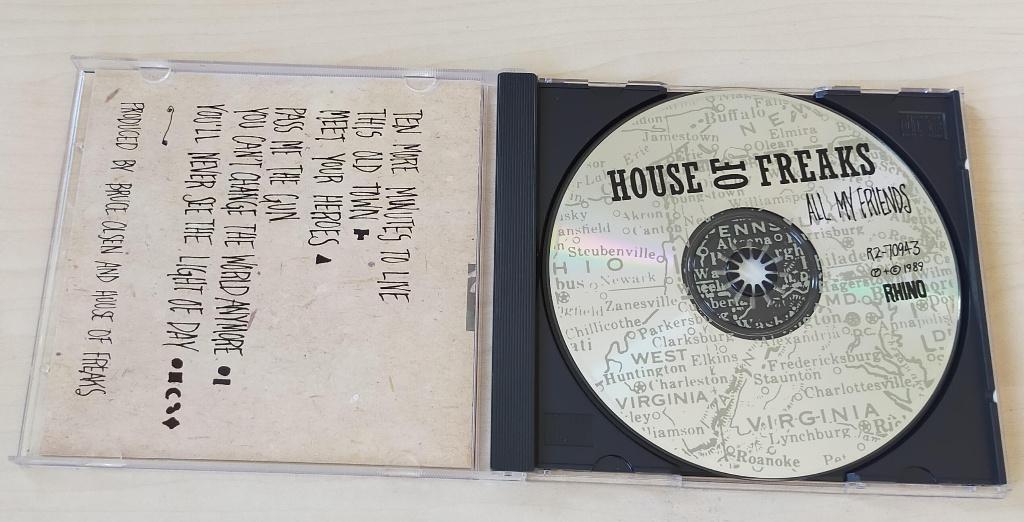 TEN MORE MINUTES TO LIVE
THIS OLD TOWN
MEET YOUR HEROES
PASS ME THE GUN
YOU CAN'T CHANGE THE WORLD ANYMORE
YOU'LL NEVER SEE THE LIGHT OF DAY
PRODUCED BY BRUCE OLSEN AND HOUSE OF FREAKS
HOUSE OF FREAKS
ALL MY FRIENDS
R2-70943
℗+© 1989
RHINO
Buffalo
Jamestown
Elmira
Erie
Olean
Akron
Canton
Steubenville
Newark
Zanesville
Chillicothe
Parkersb
Clarksburg
Alexandria
WEST
Elkins
Fredericksburg
Huntington
Staunton
Charleston
Charlottesville
VIRGINIA
VIRGINIA
Lynchburg
Roanoke